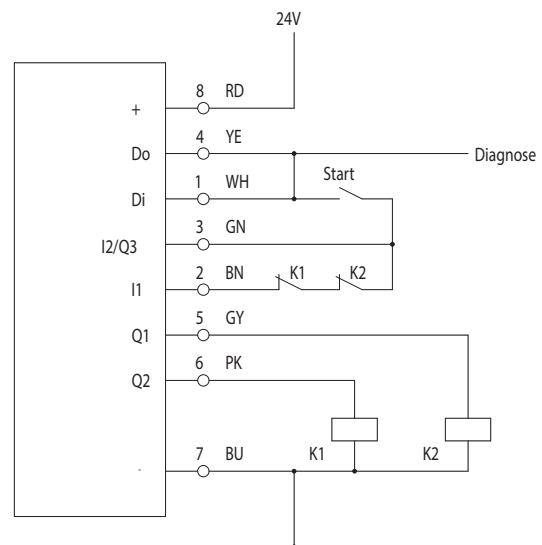 24V
+ 8 RD
Do 4 YE Diagnose
Di 1 WH Start
I2/Q3 3 GN
I1 2 BN K1 K2
Q1 5 GY
Q2 6 PK
- 7 BU K1 K2